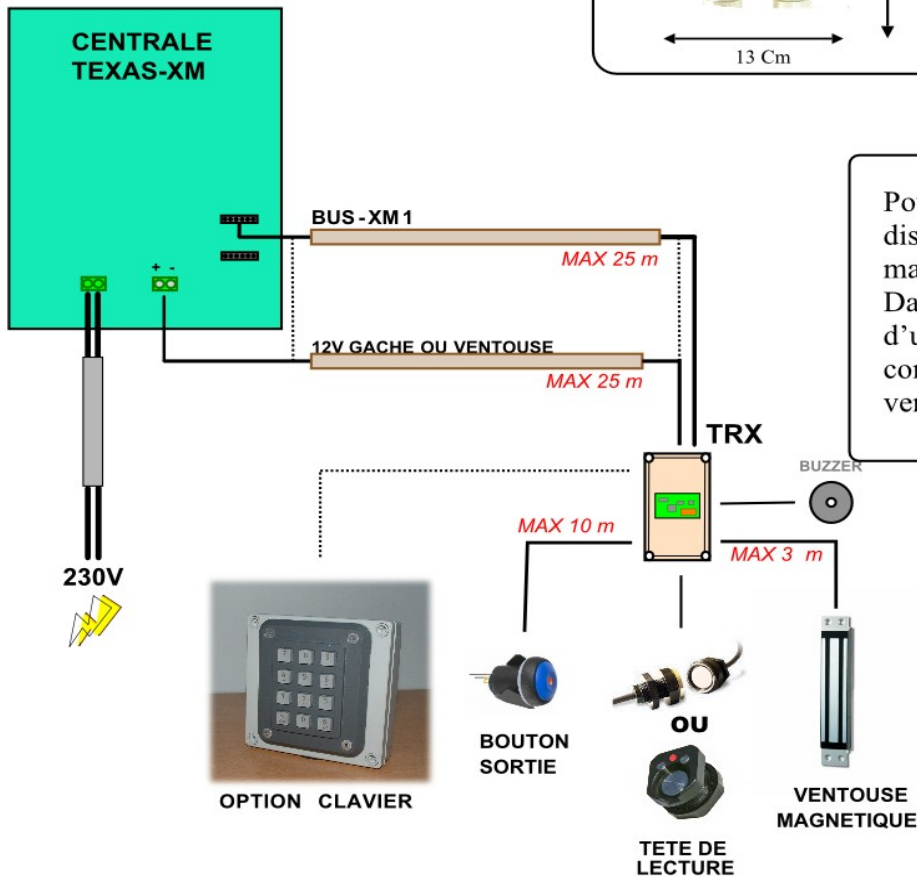 CENTRALE
TEXAS-XM
13 Cm
BUS - XM 1
MAX 25 m
+ -
12V GACHE OU VENTOUSE
MAX 25 m
TRX
BUZZER
MAX 10 m
MAX 3 m
230V
OU
BOUTON
SORTIE
OPTION CLAVIER
VENTOUSE
MAGNETIQUE
TETE DE
LECTURE